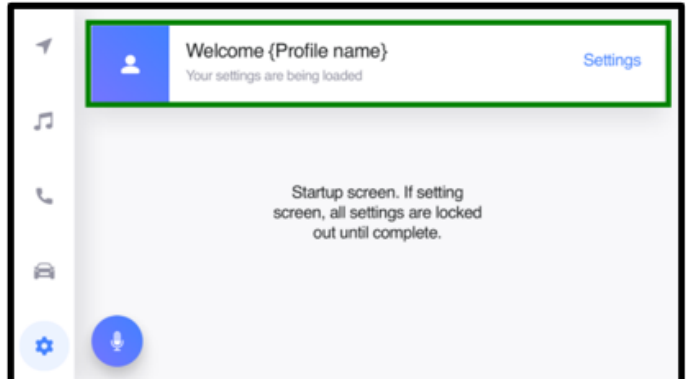 Welcome {Profile name}
Your settings are being loaded
Settings
Startup screen. If setting
screen, all settings are locked
out until complete.